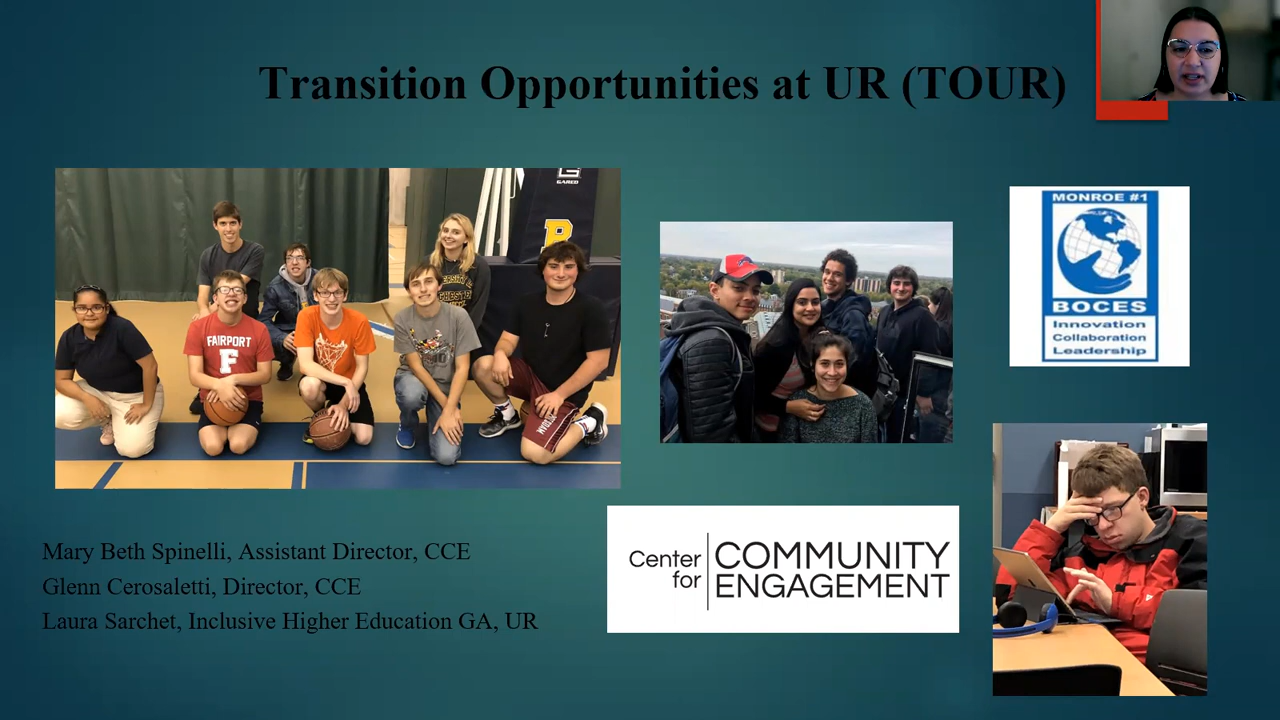 Transition Opportunities at UR (TOUR)
GARED
R
FAIRPORT
F
MONROE #1
BOCES
Innovation
Collaboration
Leadership
Center for
COMMUNITY
ENGAGEMENT
Mary Beth Spinelli, Assistant Director, CCE
Glenn Cerosaletti, Director, CCE
Laura Sarchet, Inclusive Higher Education GA, UR